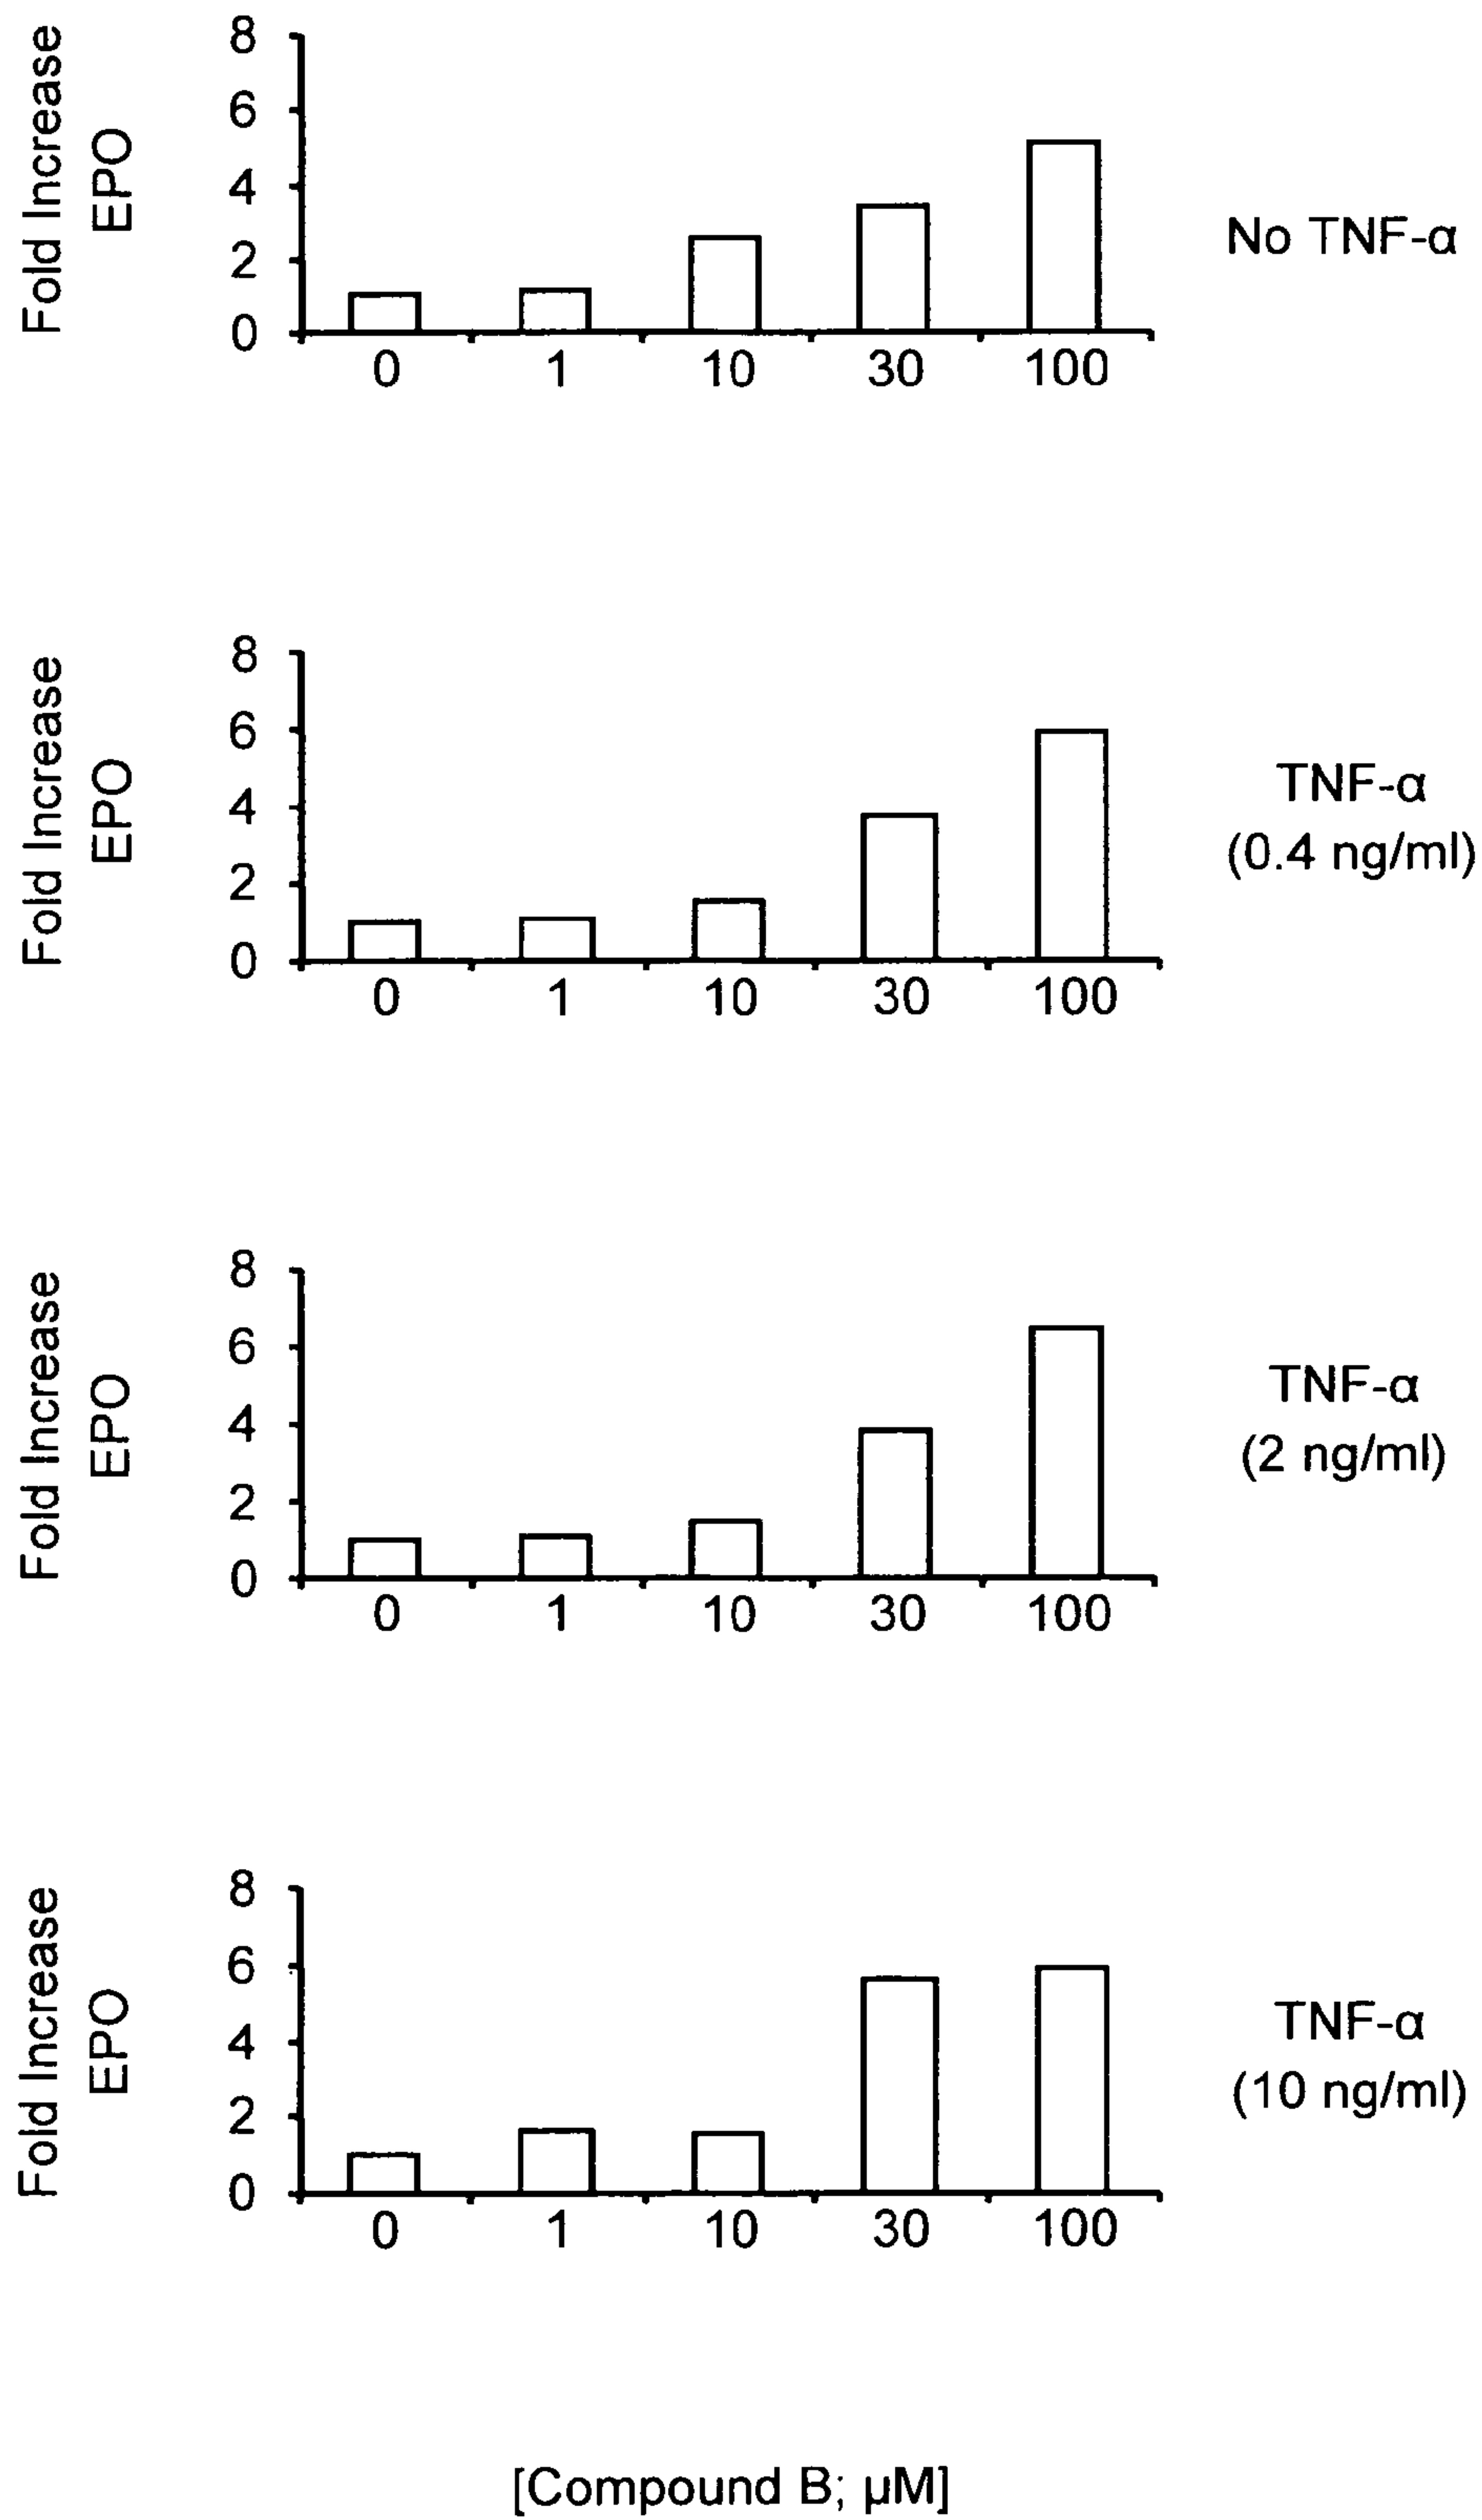 Fold Increase
EPO
8
6
4
2
0
0 1 10 30 100
No TNF-α
Fold Increase
EPO
8
6
4
2
0
0 1 10 30 100
TNF-α
(0.4 ng/ml)
Fold Increase
EPO
8
6
4
2
0
0 1 10 30 100
TNF-α
(2 ng/ml)
Fold Increase
EPO
8
6
4
2
0
0 1 10 30 100
TNF-α
(10 ng/ml)
[Compound B; μM]